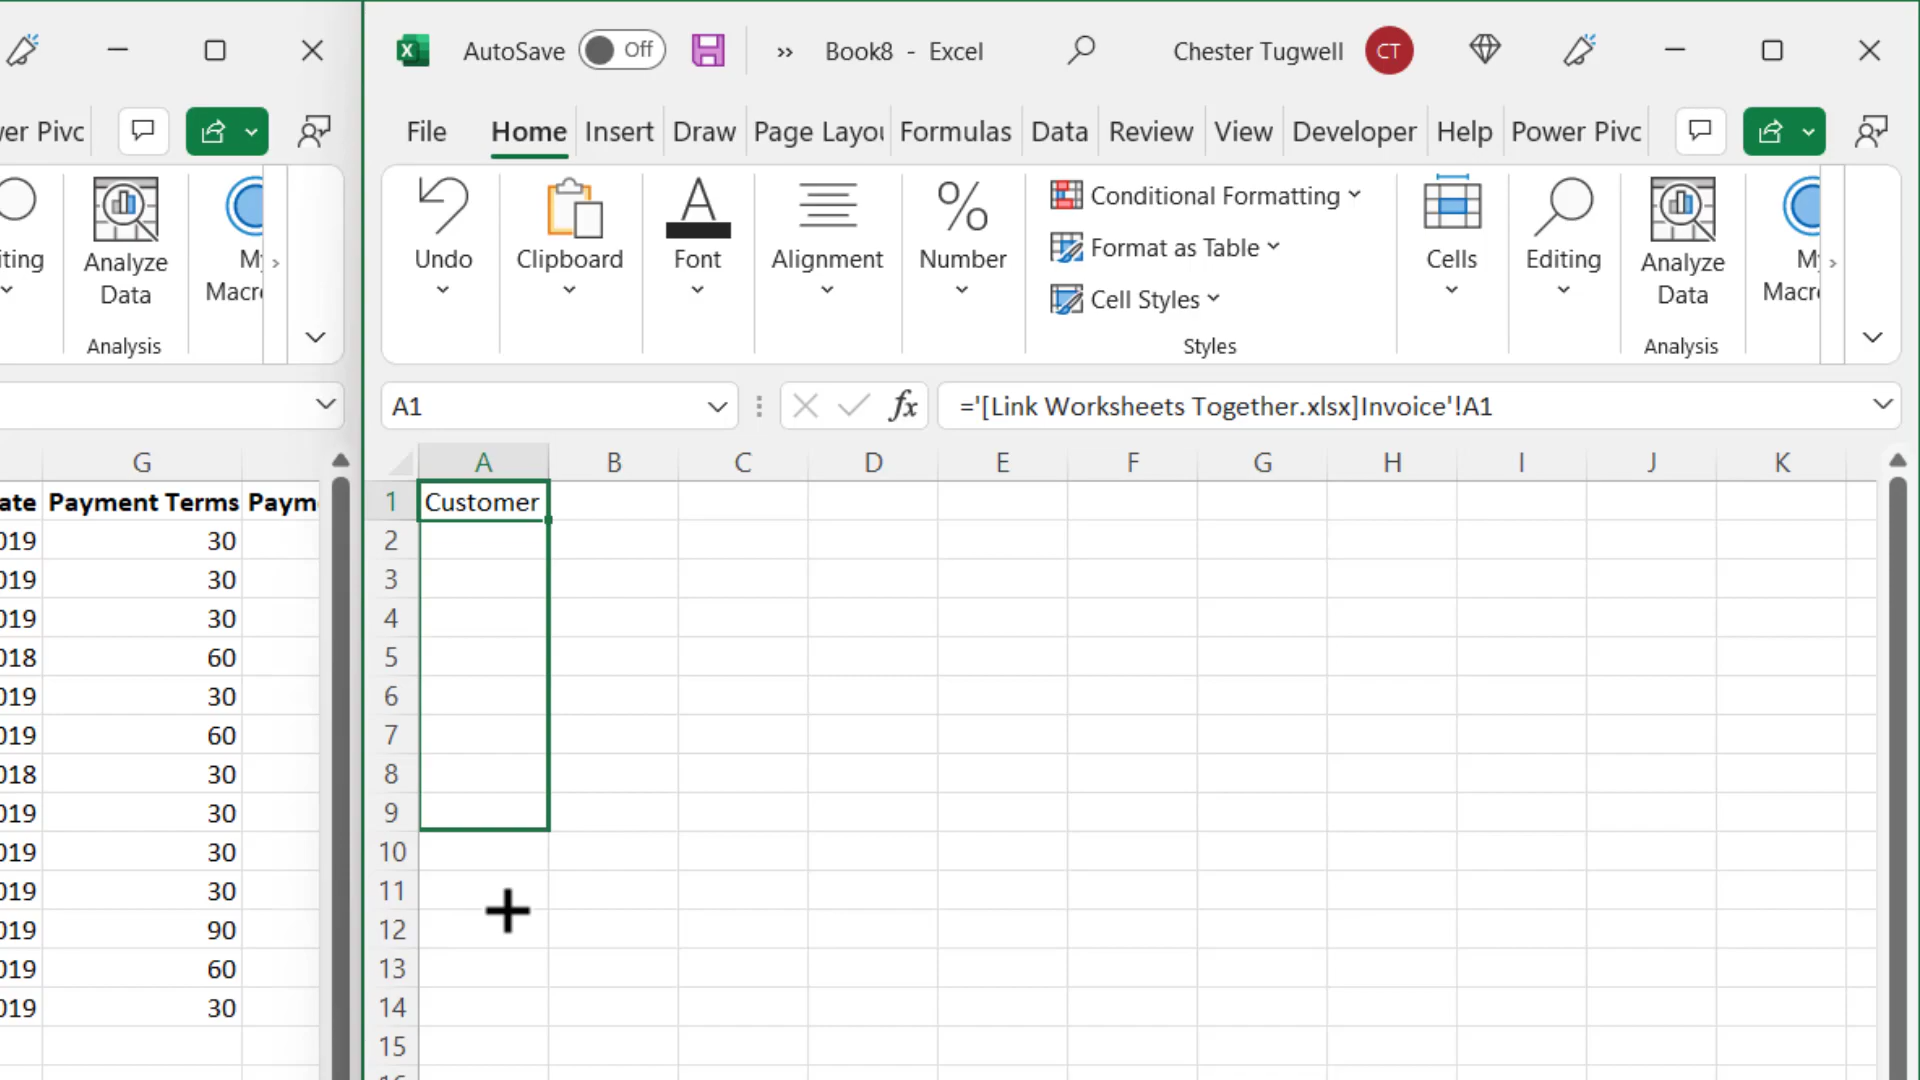 AutoSave Off Book8 - Excel Chester Tugwell CT
er Pivc
File Home Insert Draw Page Layou Formulas Data Review View Developer Help Power Pivc
iting
Analyze
Data
My
Macro
Analysis
Undo
Clipboard
Font
Alignment
Number
Conditional Formatting
Format as Table
Cell Styles
Styles
Cells
Editing
Analyze
Data
Analysis
My
Macro
A1 fx ='[Link Worksheets Together.xlsx]Invoice'!A1
G
ate Payment Terms Paym
019 30
019 30
019 30
018 60
019 30
019 60
018 30
019 30
019 30
019 30
019 90
019 60
019 30
A B C D E F G H I J K
1 Customer
2
3
4
5
6
7
8
9
10
11
12
13
14
15